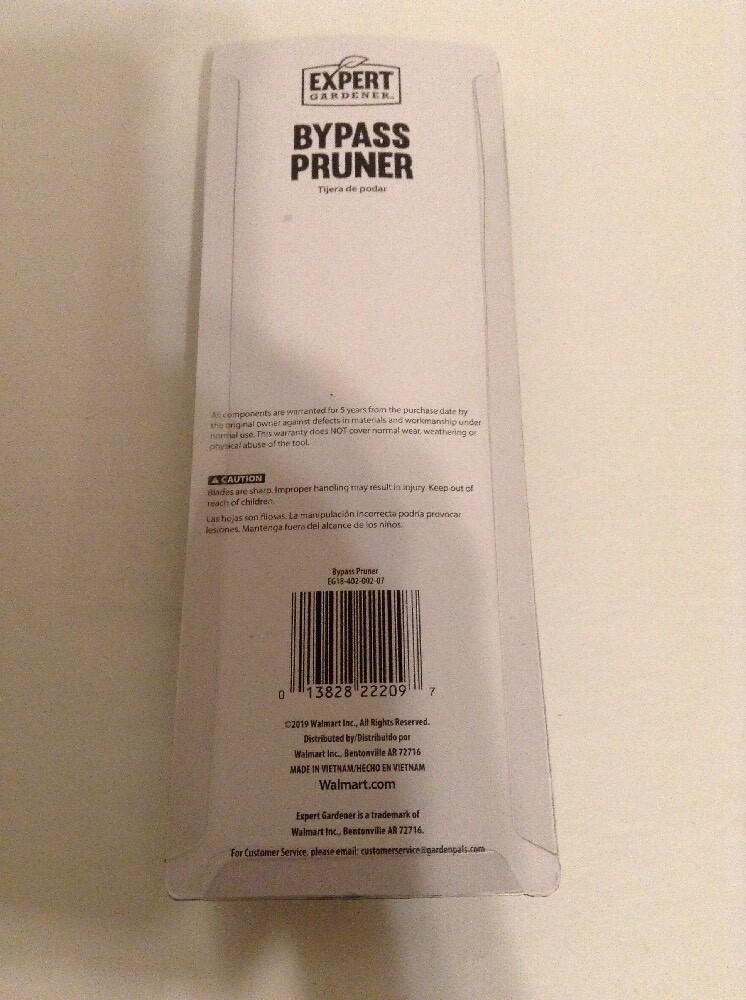 EXPERT
GARDENER™
BYPASS
PRUNER
Tijera de podar
All components are warranted for 5 years from the purchase date by
the original owner against defects in materials and workmanship under
normal use. This warranty does NOT cover normal wear, weathering or
physical abuse of the tool.
CAUTION
Blades are sharp. Improper handling may result in injury. Keep out of
reach of children.
Las hojas son filosas. La manipulación incorrecta podría provocar
lesiones. Mantenga fuera del alcance de los niños.
Bypass Pruner
EG18-402-002-07
0 13828 22209 7
©2019 Walmart Inc., All Rights Reserved.
Distributed by/Distribuido por
Walmart Inc., Bentonville AR 72716
MADE IN VIETNAM/HECHO EN VIETNAM
Walmart.com
Expert Gardener is a trademark of
Walmart Inc., Bentonville AR 72716.
For Customer Service, please email: customerservice@gardenpals.com